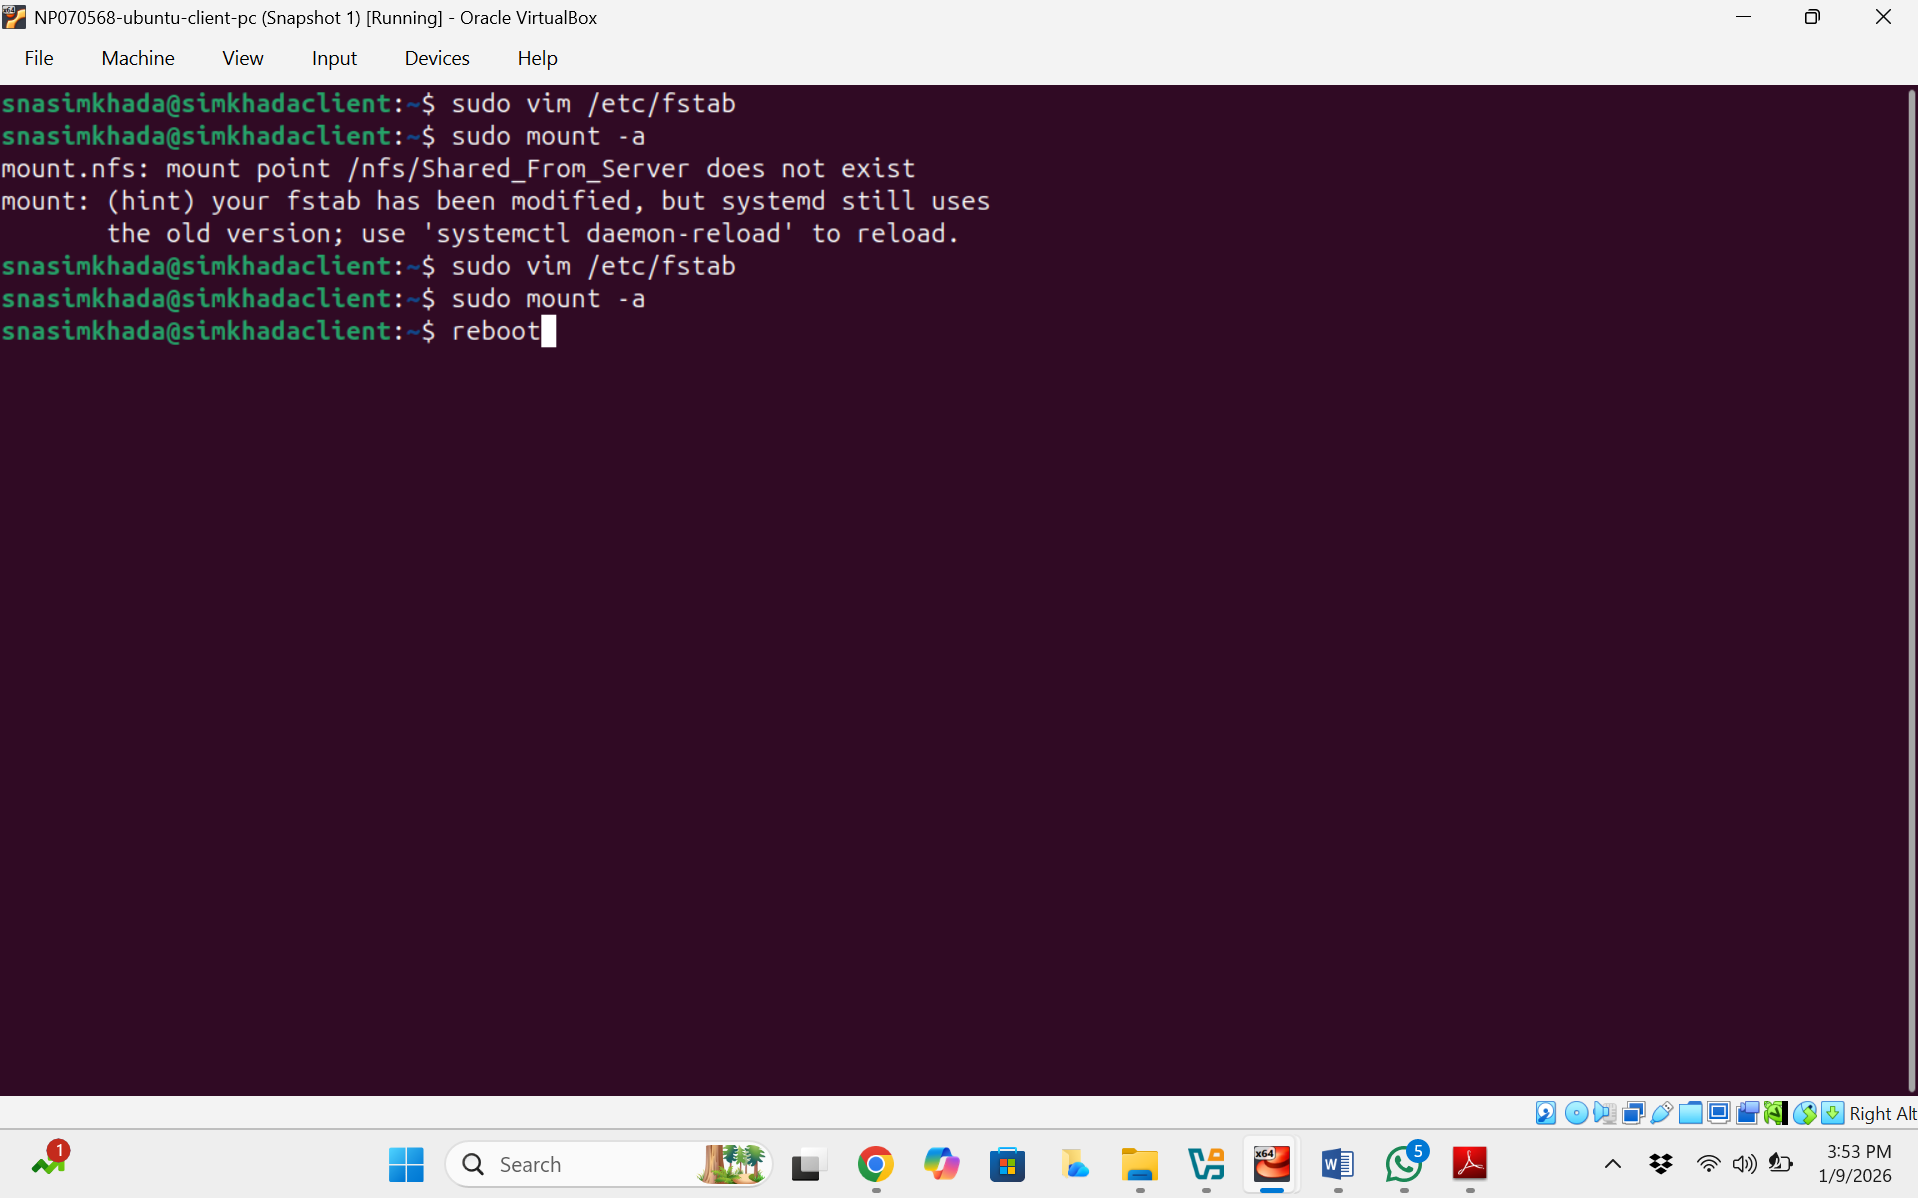 NP070568-ubuntu-client-pc (Snapshot 1) [Running] - Oracle VirtualBox
File Machine View Input Devices Help
snasimkhada@simkhadaclient:~$ sudo vim /etc/fstab
snasimkhada@simkhadaclient:~$ sudo mount -a
mount.nfs: mount point /nfs/Shared_From_Server does not exist
mount: (hint) your fstab has been modified, but systemd still uses
       the old version; use 'systemctl daemon-reload' to reload.
snasimkhada@simkhadaclient:~$ sudo vim /etc/fstab
snasimkhada@simkhadaclient:~$ sudo mount -a
snasimkhada@simkhadaclient:~$ reboot
Right Alt
1
Search
x64
W
5
3:53 PM
1/9/2026